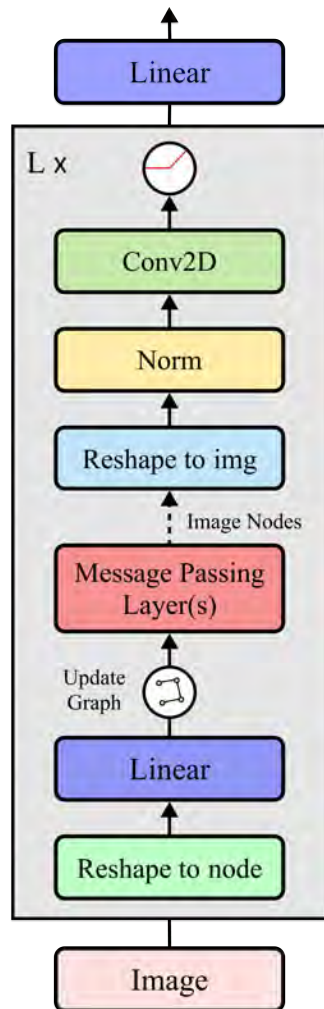 Linear
L x
Conv2D
Norm
Reshape to img
Image Nodes
Message Passing
Layer(s)
Update
Graph
Linear
Reshape to node
Image